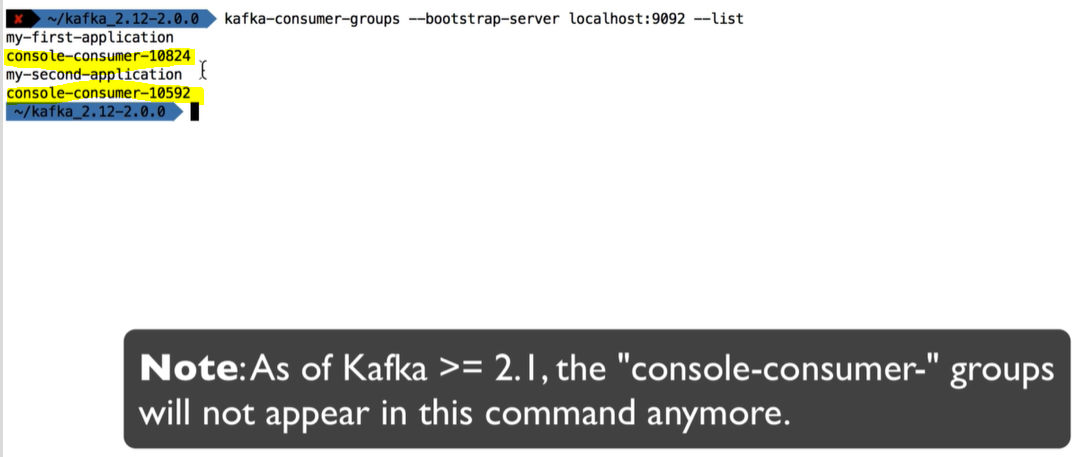 ✘ ~/kafka_2.12-2.0.0 kafka-consumer-groups --bootstrap-server localhost:9092 --list
my-first-application
console-consumer-10824
my-second-application
console-consumer-10592
~/kafka_2.12-2.0.0
Note: As of Kafka >= 2.1, the "console-consumer-" groups
will not appear in this command anymore.